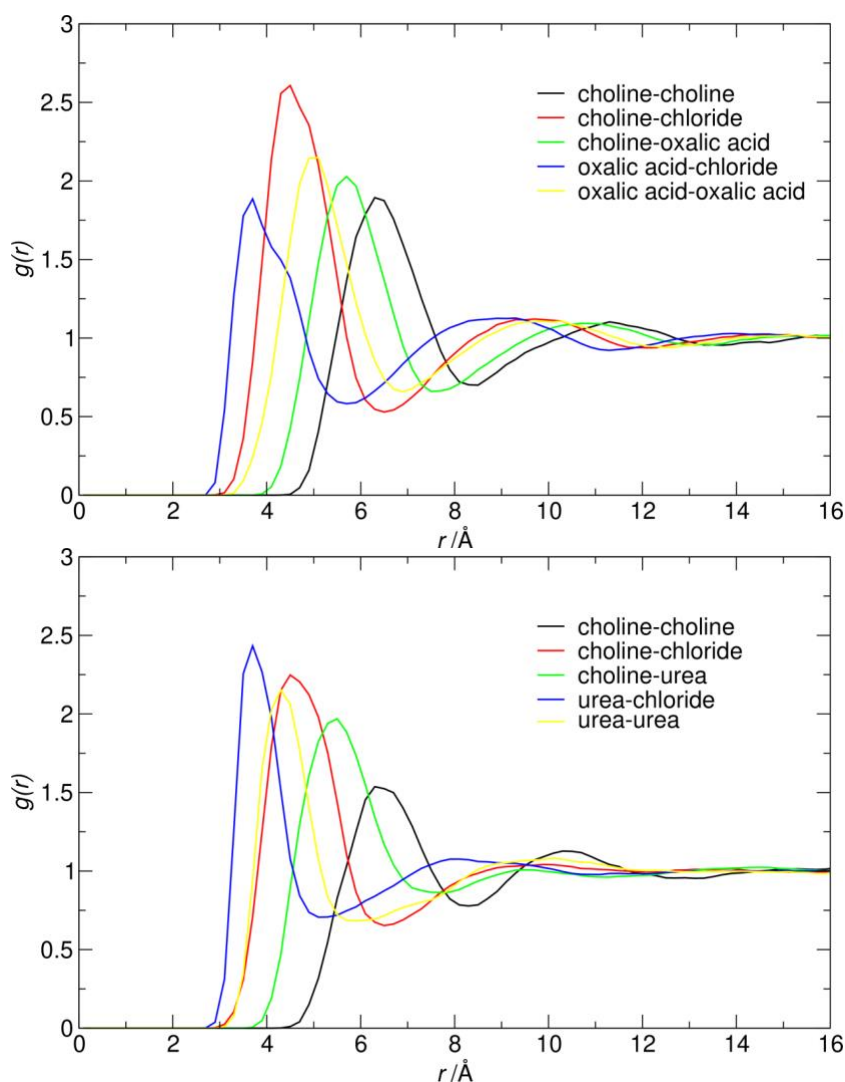 3
2.5
2
1.5
1
0.5
0
g(r)
choline-choline
choline-chloride
choline-oxalic acid
oxalic acid-chloride
oxalic acid-oxalic acid
0 2 4 6 8 10 12 14 16
r /Å
3
2.5
2
1.5
1
0.5
0
g(r)
choline-choline
choline-chloride
choline-urea
urea-chloride
urea-urea
0 2 4 6 8 10 12 14 16
r /Å